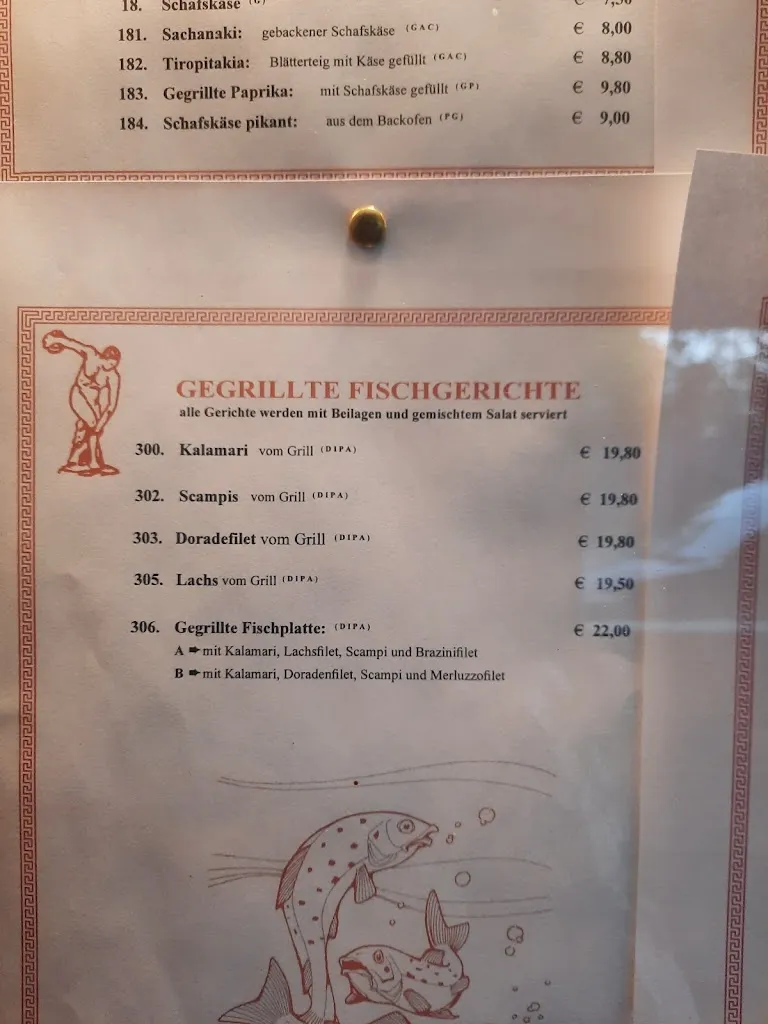 18. Schafskäse (G) € 7,50
181. Sachanaki: gebackener Schafskäse (GAC) € 8,00
182. Tiropitakia: Blätterteig mit Käse gefüllt (GAC) € 8,80
183. Gegrillte Paprika: mit Schafskäse gefüllt (GP) € 9,80
184. Schafskäse pikant: aus dem Backofen (PG) € 9,00
GEGRILLTE FISCHGERICHTE
alle Gerichte werden mit Beilagen und gemischtem Salat serviert
300. Kalamari vom Grill (DIPA) € 19,80
302. Scampis vom Grill (DIPA) € 19,80
303. Doradefilet vom Grill (DIPA) € 19,80
305. Lachs vom Grill (DIPA) € 19,50
306. Gegrillte Fischplatte: (DIPA) € 22,00
A ➨ mit Kalamari, Lachsfilet, Scampi und Brazinifilet
B ➨ mit Kalamari, Doradenfilet, Scampi und Merluzzofilet